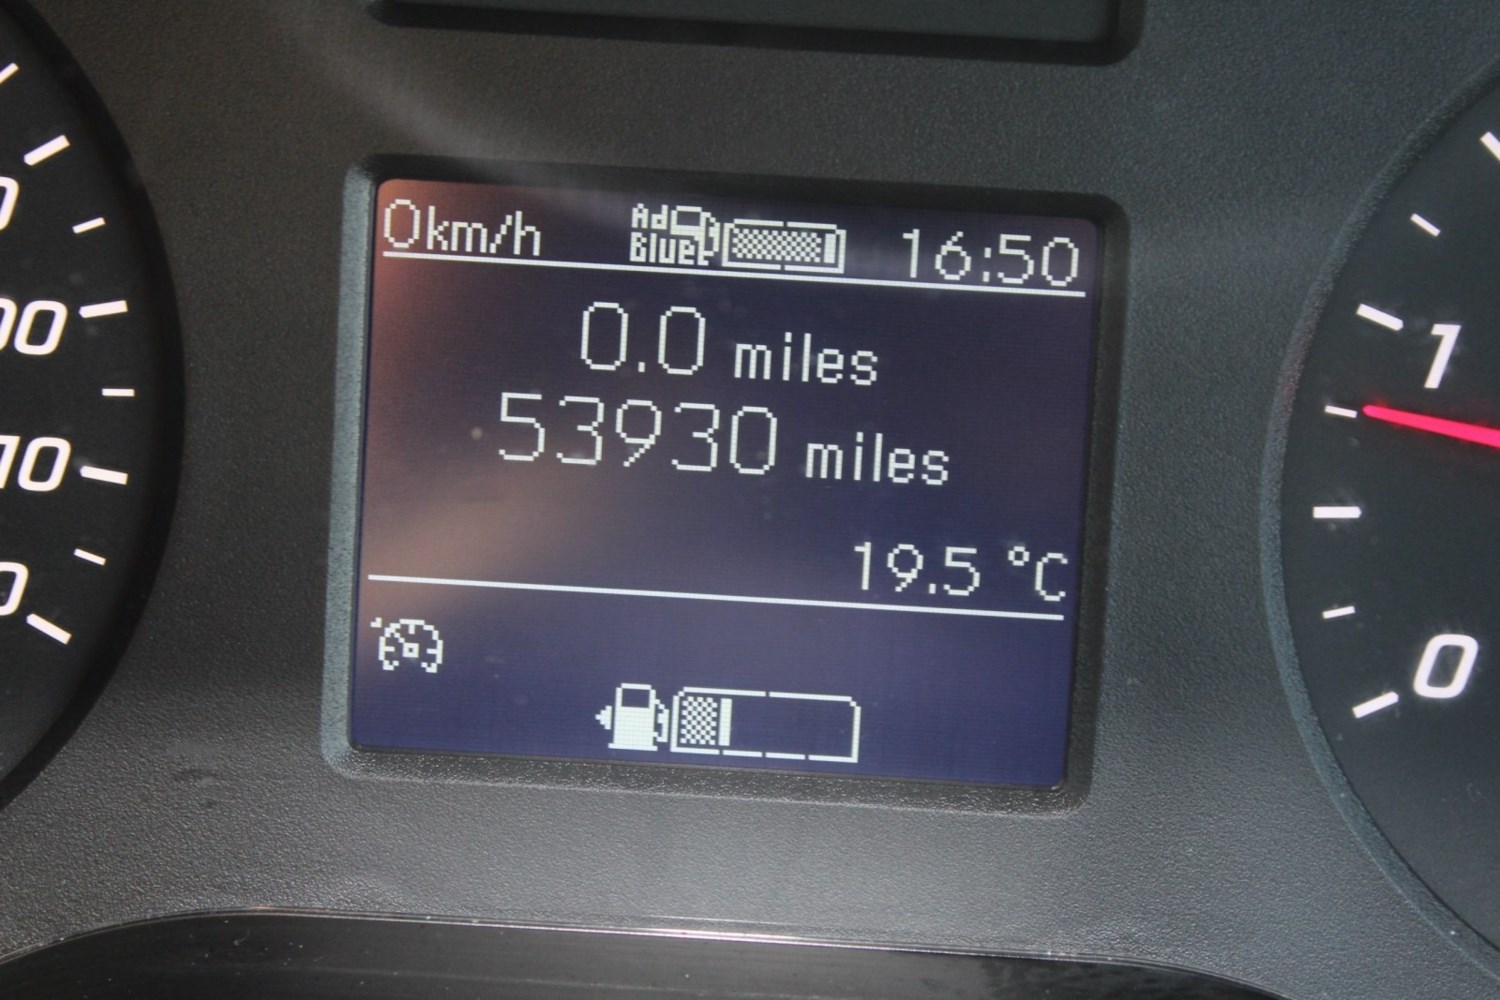 0km/h
Ad
Blue
16:50
0.0 miles
53930 miles
19.5 °C
1
0